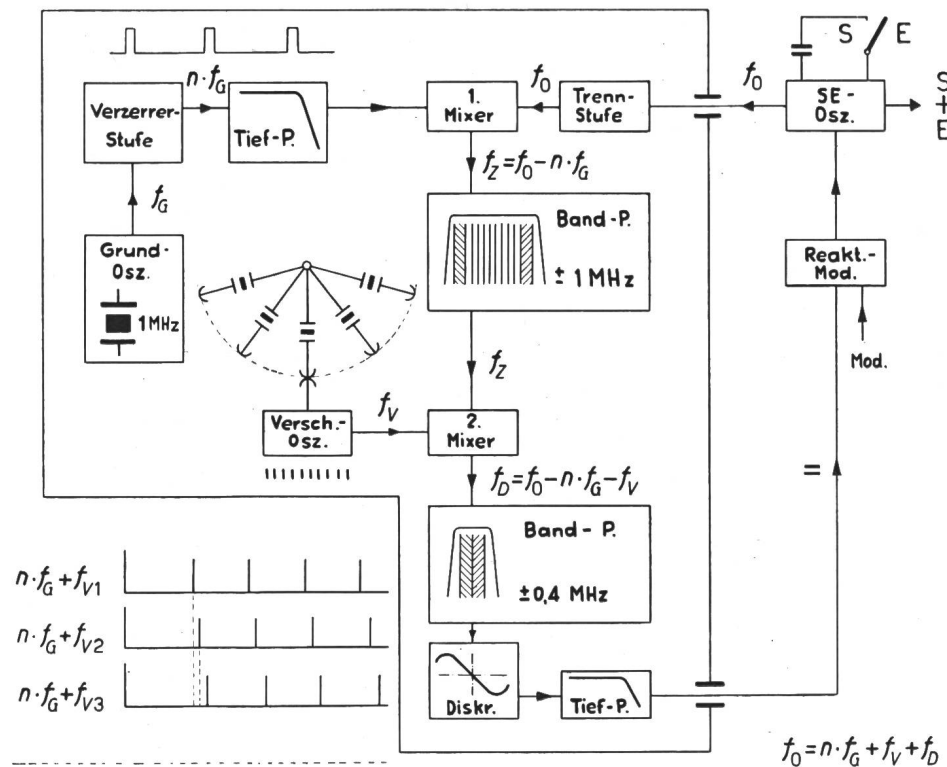 n·f_G
Verzerrer-
Stufe
Tief-P.
1.
Mixer
f_0
Trenn-
Stufe
f_0
SE-
Osz.
S
E
S
+
E
f_G
f_Z=f_0-n·f_G
Grund-
Osz.
1MHz
Band-P.
± 1MHz
Reakt.-
Mod.
Mod.
f_Z
Versch.-
Osz.
f_V
2.
Mixer
=
f_D=f_0-n·f_G-f_V
Band-P.
±0,4 MHz
n·f_G+f_V1
n·f_G+f_V2
n·f_G+f_V3
Diskr.
Tief-P.
f_0=n·f_G+f_V+f_D